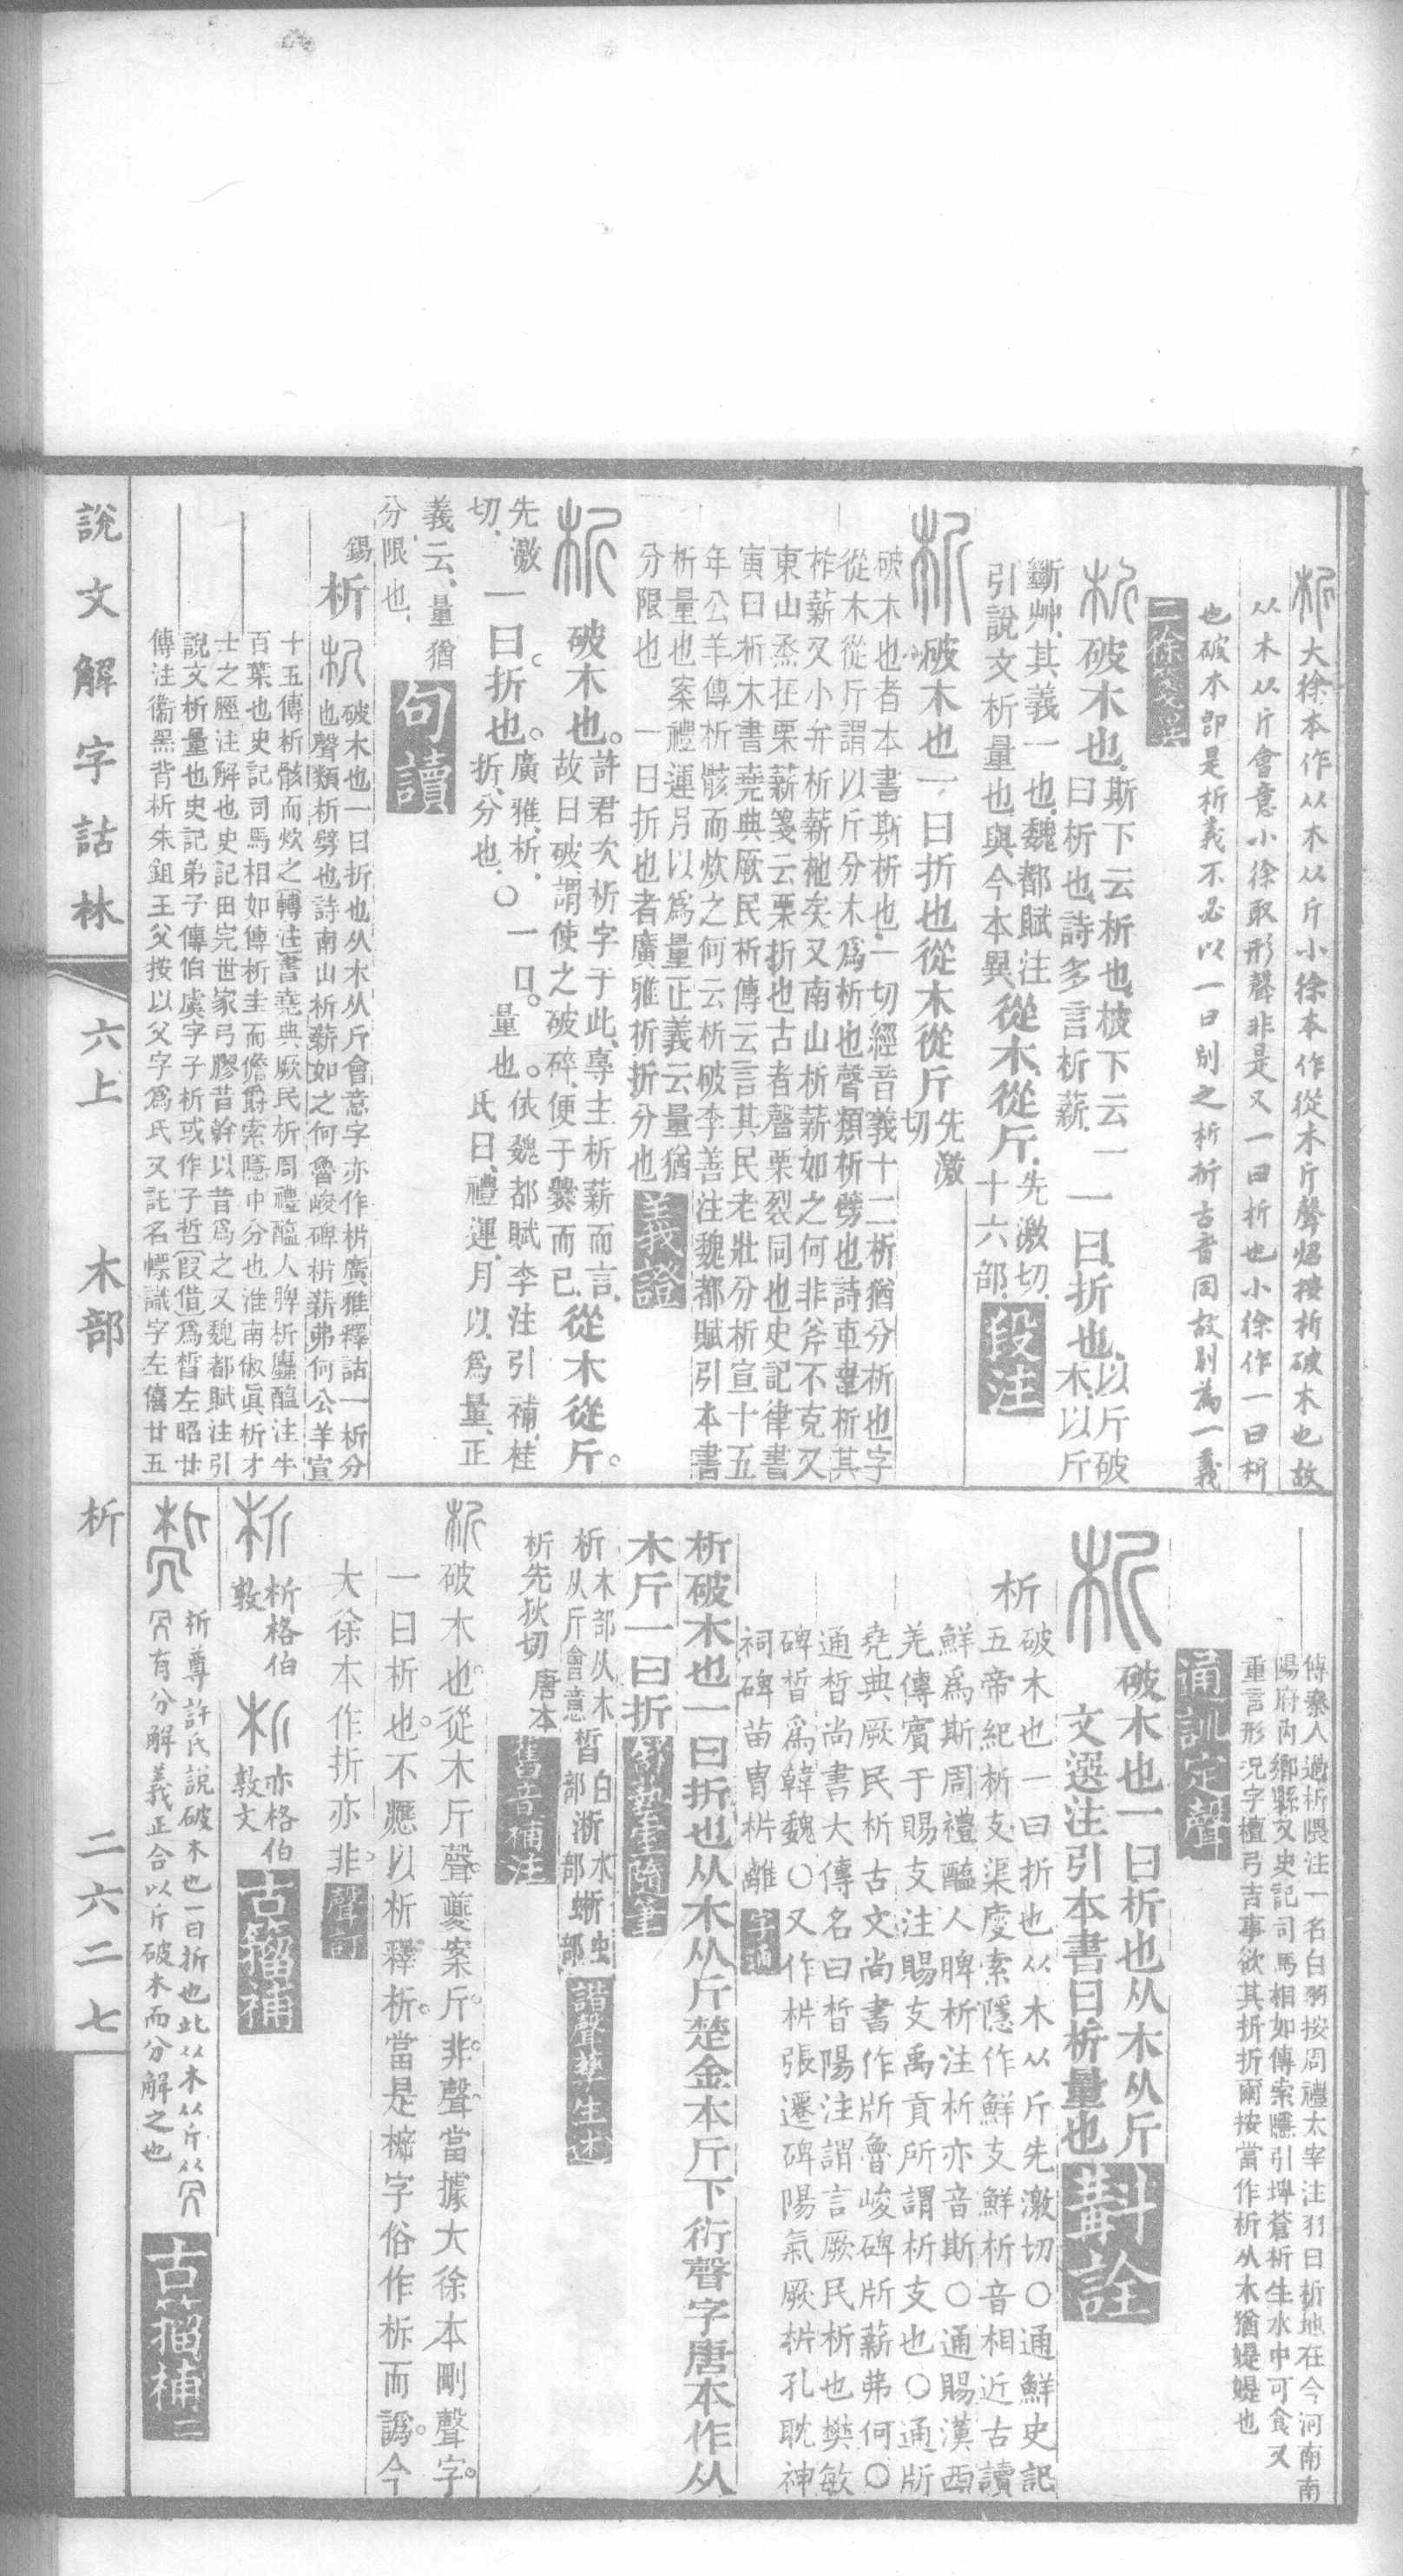 大徐本作从木从斤小徐本作從木斤聲炤按析破木也故
从木从斤會意小徐取形聲非是又一曰折也小徐作一曰析
也破木即是析義不必以一曰別之析折古音同故別為一義
二徐箋異
破木也斯下云析也梭下云一曰析也詩多言析薪一曰折也以斤破木以斤
斷艸其義一也魏都賦注引說文析量也與今本異從木從斤先激切十六部段注
破木也一曰折也從木從斤先激切
破木也者本書斯析也一切經音義十二析猶分析也字
從木從斤謂以斤分木爲析也聲類析劈也詩車舝析其
柞薪又小弁析薪杝矣又南山析薪如之何非斧不克又
東山烝在栗薪箋云栗折也古者聲栗裂同也史記律書
寅曰析木書堯典厥民析傳云言其民老壯分析宣十五
年公羊傳析骸而炊之何云析破李善注魏都賦引本書
析量也案禮運月以爲量正義云量猶
分限也 一曰折也者廣雅折折分也義證
破木也許君次析字于此專主析薪而言故曰破謂使之破碎便于爨而已從木從斤
先激切一曰折也廣雅析折分也〇一曰量也依魏都賦李注引補桂氏曰禮運月以爲量正
義云量猶分限也句讀
錫
析
破木也一曰折也从木从斤會意字亦作枿廣雅釋詁一析分
也聲類析劈也詩南山析薪如之何魯峻碑枿薪弗何公羊宣
十五傳析骸而炊之轉注書堯典厥民析周禮醢人脾析蠯醢注牛
百葉也史記司馬相如傳析圭而儋爵索隱中分也淮南俶眞析才
士之脛注解也史記田完世家弓膠昔幹以昔爲之又魏都賦注引
說文析量也史記弟子傳伯虔字子析或作子晳叚借爲皙左昭廿
傳注衞黑背析朱鉏王父按以父字爲氏又託名幖識字左僖廿五
傳秦人過析隈注一名白羽按周禮太宰注羽曰析地在今河南南
陽府內鄉縣又史記司馬相如傳索隱引埤蒼析生水中可食又
重言形況字檀弓吉事欲其折折爾按當作析从木猶媞媞也
通訓定聲
破木也一曰析也从木从斤
文選注引本書曰析量也斠詮
析
破木也一曰折也从木从斤先激切〇通鮮史記
五帝紀析支渠廋索隱作鮮支鮮析音相近古讀
鮮爲斯周禮醢人脾析注析亦音斯〇通賜漢西
羌傳賓于賜支注賜支禹貢所謂析支也〇通斨
堯典厥民析古文尚書作斨魯峻碑斨薪弗何〇
通晳尚書大傳名曰晳陽注謂言厥民析也樊敏
碑晳爲韓魏〇又作枿張遷碑陽氣厥枿孔耽神
祠碑苗冑枿離字通
析破木也一曰折也从木从斤楚金本斤下衍聲字唐本作从
木斤一曰折舒埶室隨筆
析木部从木从斤會意晳白部淅水部蜥虫部諧聲孳生述
析先狄切唐本舊音補注
破木也從木斤聲夔案斤非聲當據大徐本刪聲字
一曰析也不應以析釋析當是㯕字俗作柝而譌今
大徐本作折亦非聲訂
析格伯敦
亦格伯敦文古籀補
析尊許氏說破木也一曰折也此从木从斤从
有分解義正合以斤破木而分解之也
古籀補二
說文解字詁林
六上 木部 析
二六二七